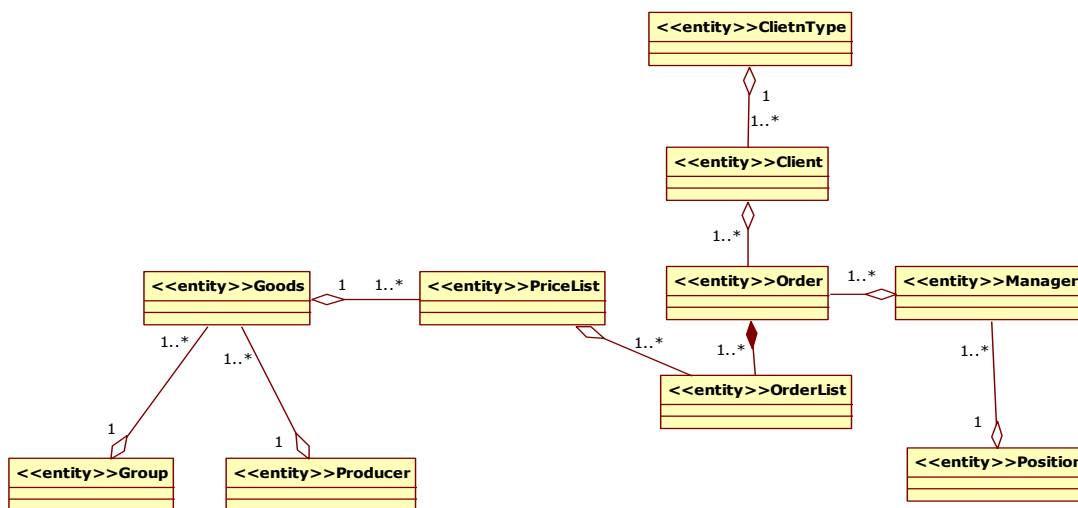 <<entity>>ClietnType
1
1..*
<<entity>>Client
1..*
<<entity>>Goods
1
1..*
<<entity>>PriceList
<<entity>>Order
1..*
<<entity>>Manager
1..*
1..*
1..*
1..*
1..*
<<entity>>OrderList
1
1
1
<<entity>>Group
<<entity>>Producer
<<entity>>Position